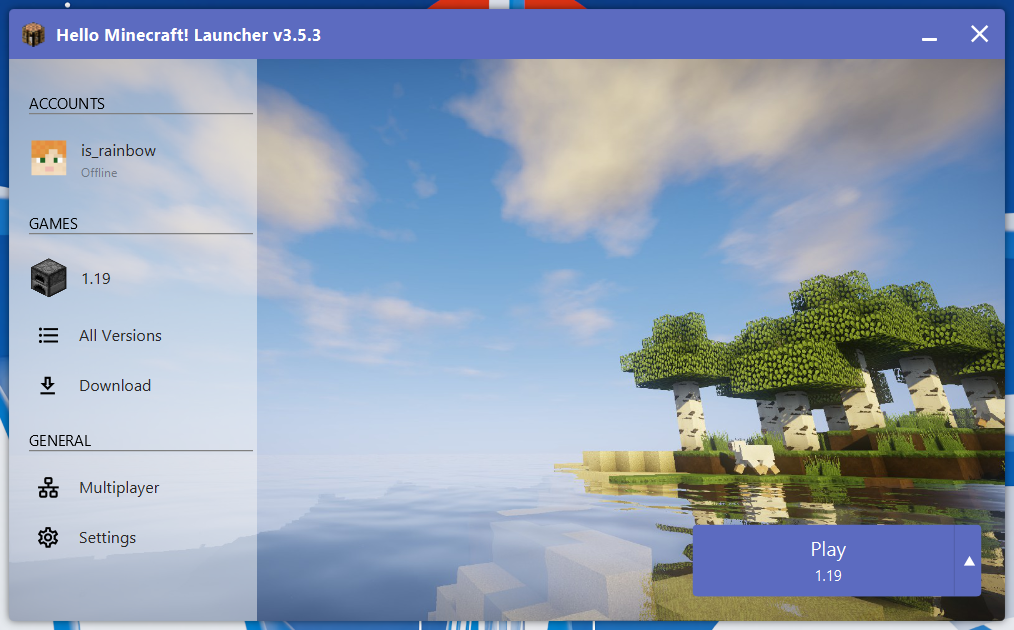 Hello Minecraft! Launcher v3.5.3
ACCOUNTS
is_rainbow
Offline
GAMES
1.19
All Versions
Download
GENERAL
Multiplayer
Settings
Play
1.19